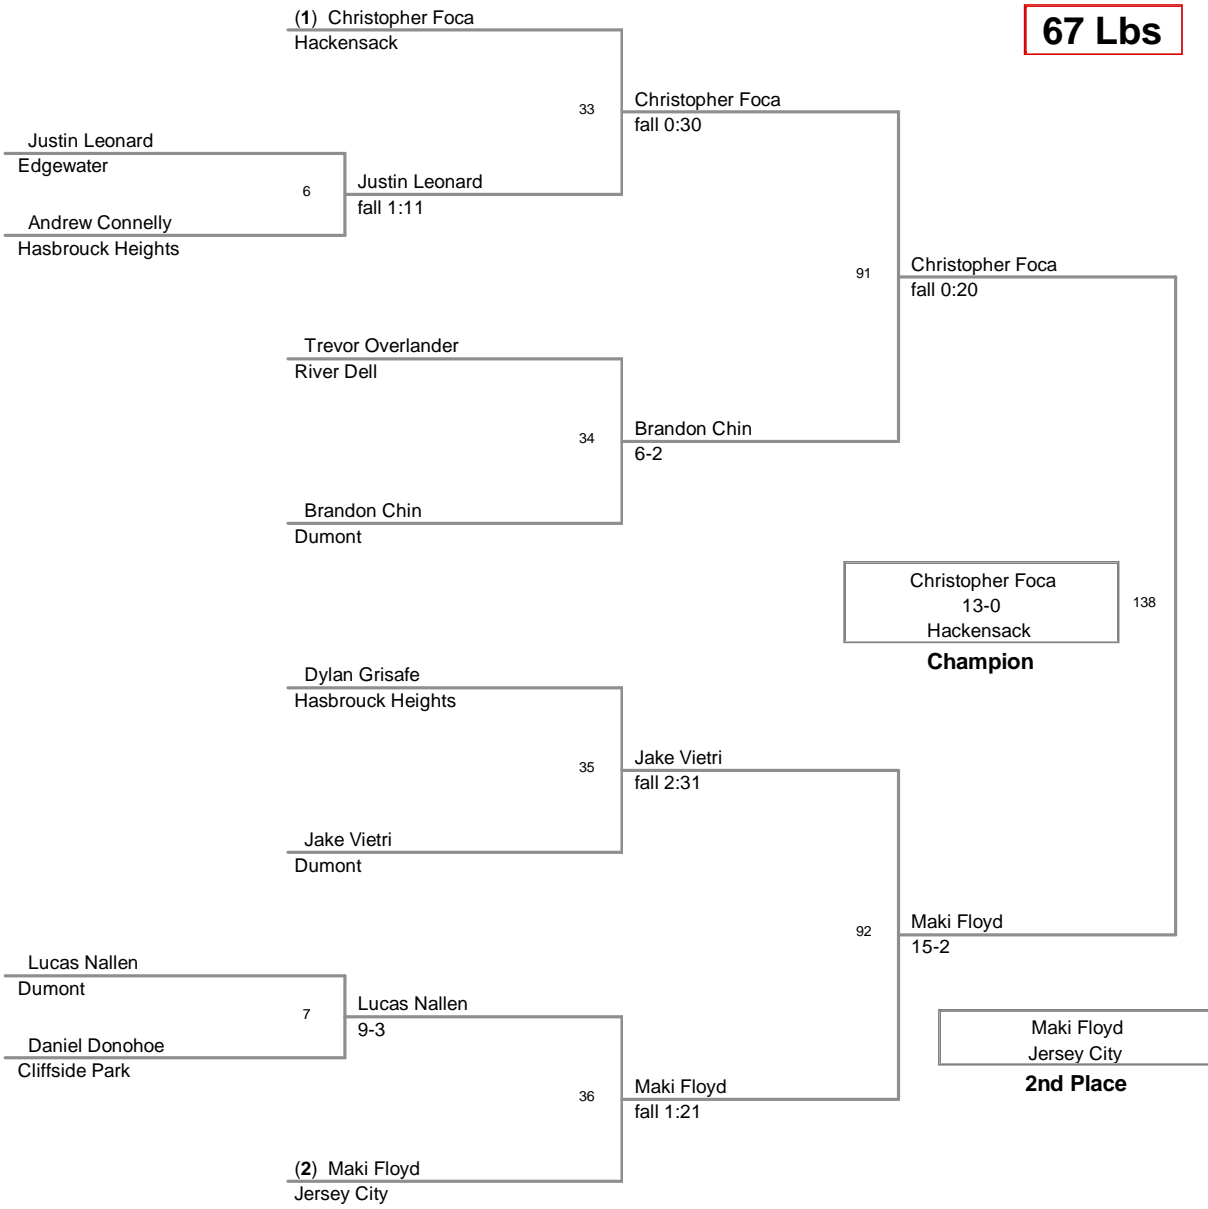 (1) Christopher Foca
67 Lbs
Hackensack
33
Christopher Foca
fall 0:30
Justin Leonard
Edgewater
6
Justin Leonard
fall 1:11
Andrew Connelly
Hasbrouck Heights
91
Christopher Foca
fall 0:20
Trevor Overlander
River Dell
34
Brandon Chin
6-2
Brandon Chin
Dumont
Christopher Foca
13-0
Hackensack
138
Champion
Dylan Grisafe
Hasbrouck Heights
35
Jake Vietri
fall 2:31
Jake Vietri
Dumont
92
Maki Floyd
15-2
Lucas Nallen
Dumont
7
Lucas Nallen
9-3
Daniel Donohoe
Cliffside Park
Maki Floyd
Jersey City
2nd Place
36
Maki Floyd
fall 1:21
(2) Maki Floyd
Jersey City